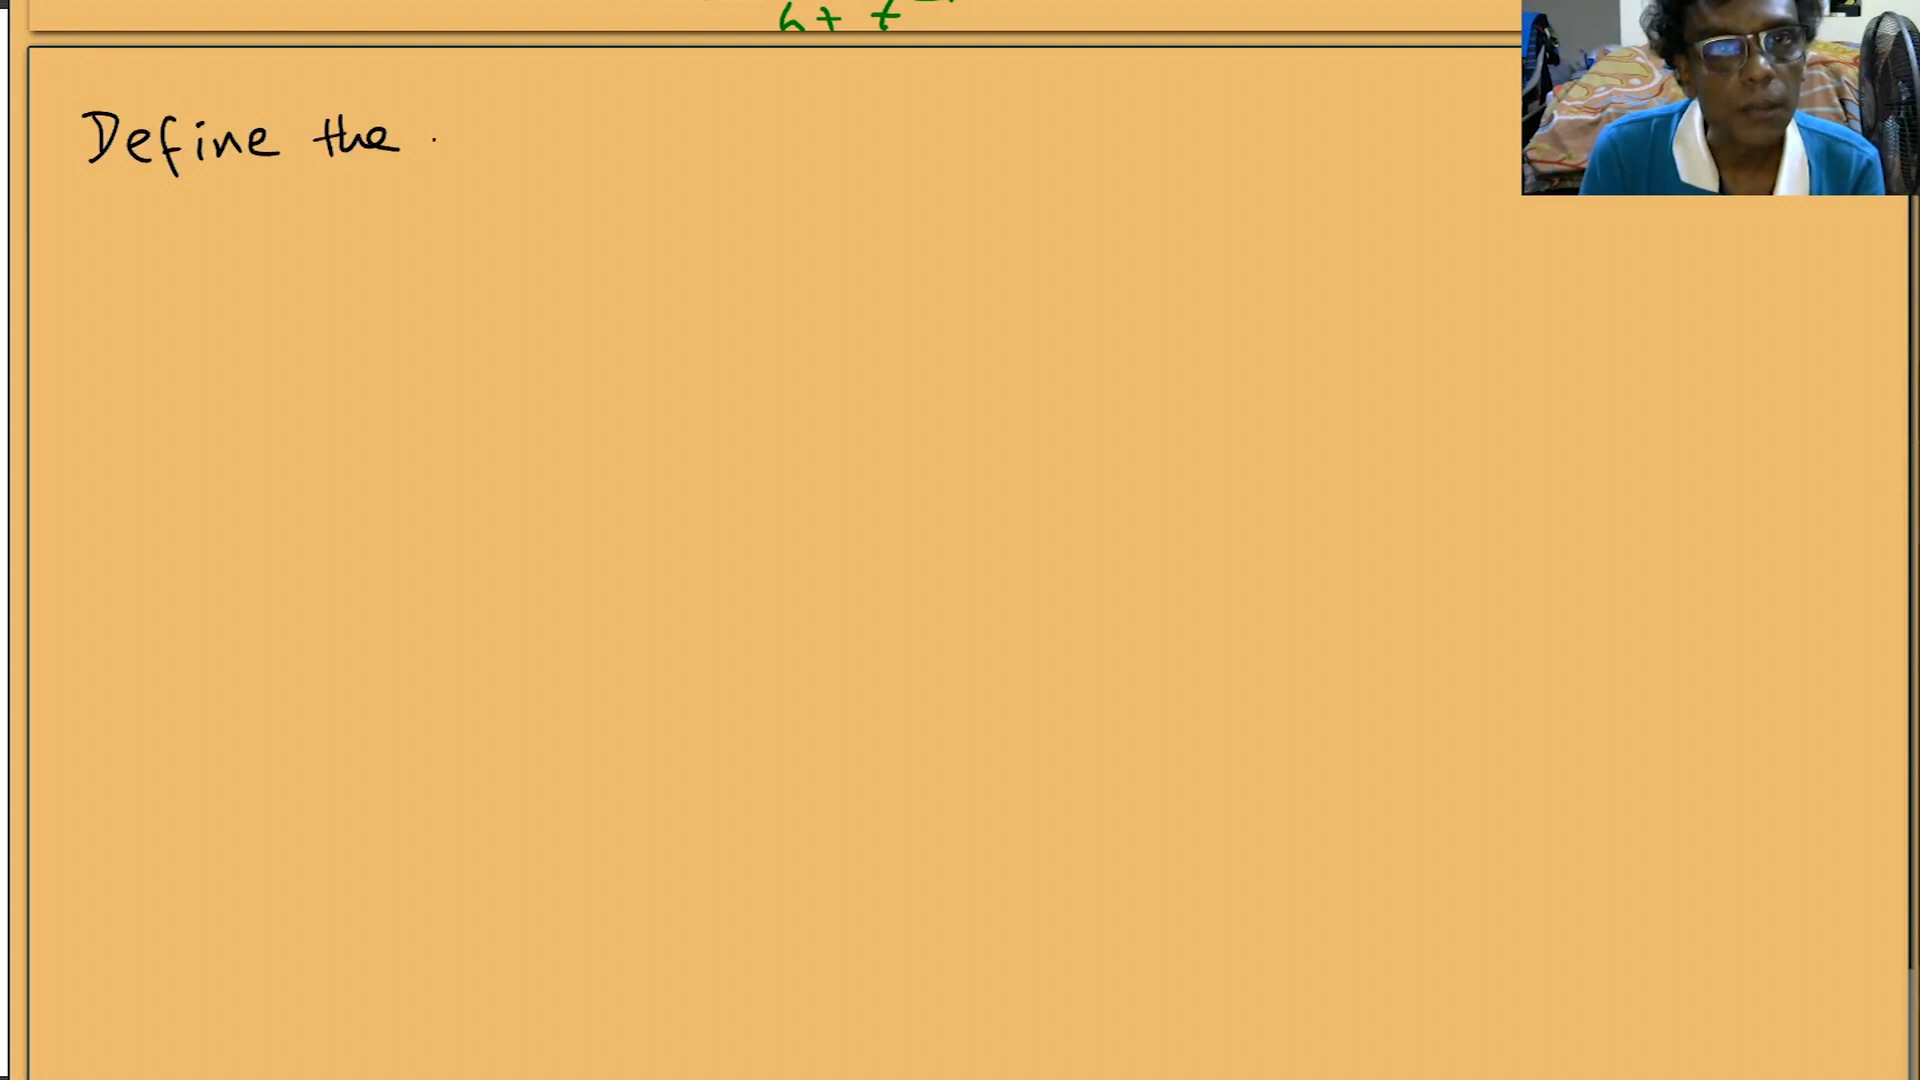 h + t
Define the